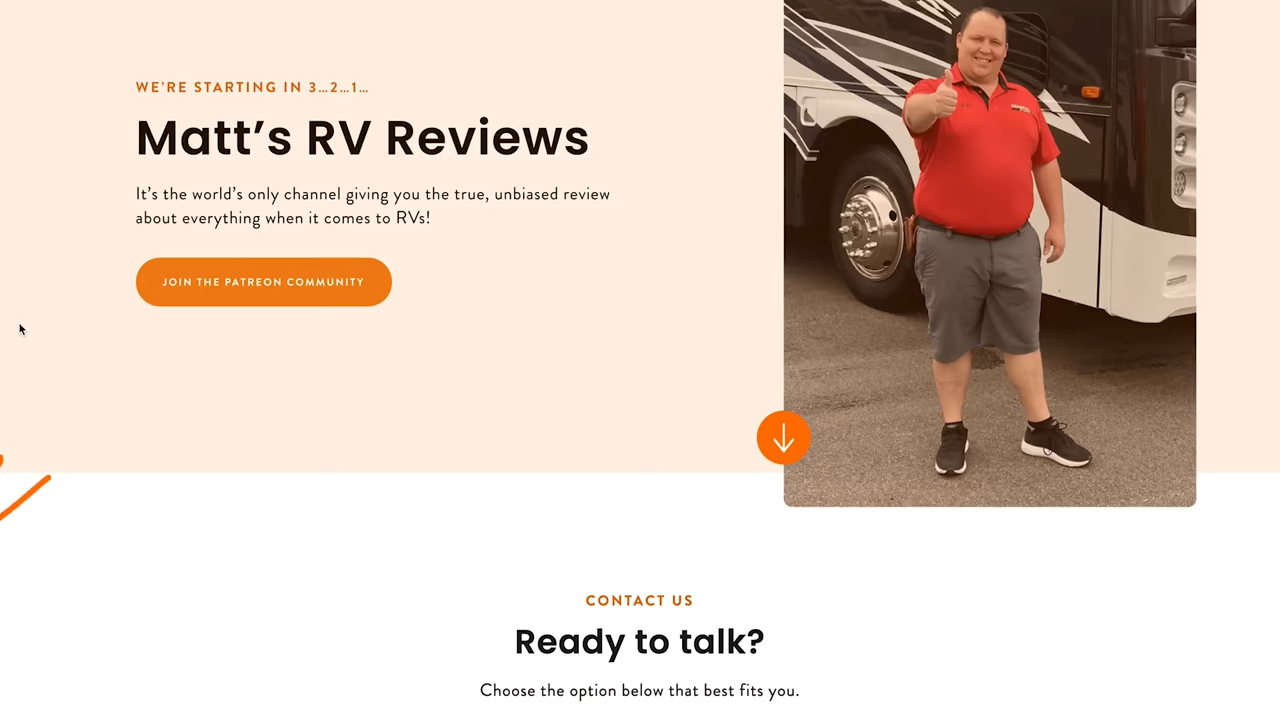 WE'RE STARTING IN 3…2…1…
Matt's RV Reviews
It's the world's only channel giving you the true, unbiased review
about everything when it comes to RVs!
JOIN THE PATREON COMMUNITY
CONTACT US
Ready to talk?
Choose the option below that best fits you.